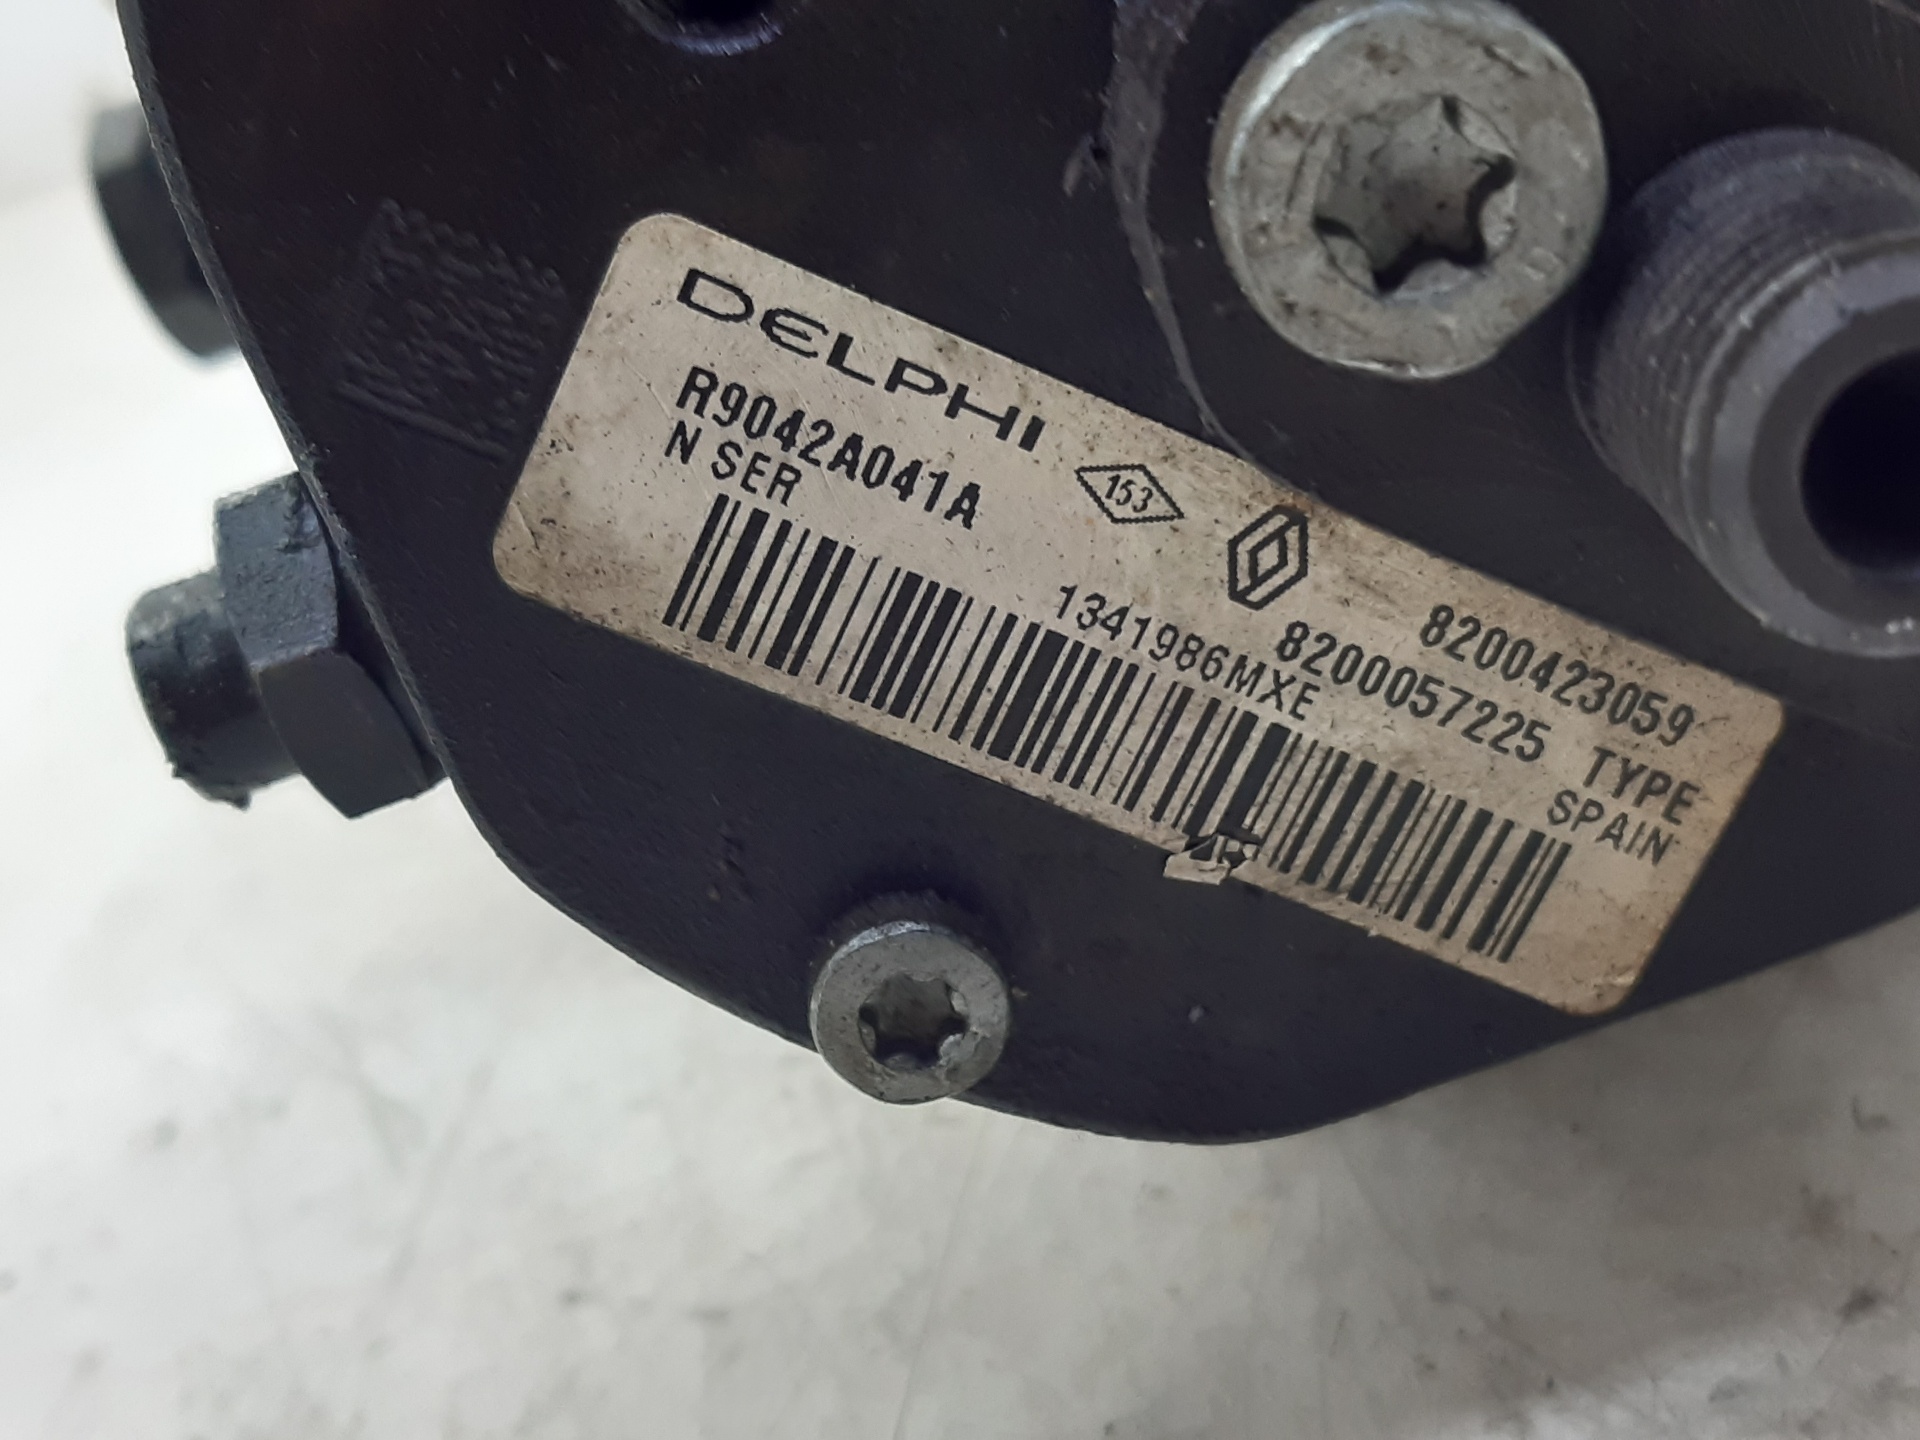 DELPHI
R9042A041A 153 8200423059
N SER 1341986MXE 8200057225 TYPE
SPAIN